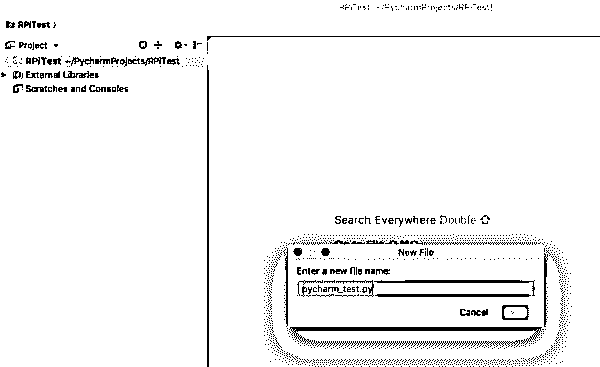 RPiTest ~/PycharmProjects/RPiTest]
RPiTest
Project
RPiTest ~/PycharmProjects/RPiTest
External Libraries
Scratches and Consoles
Search Everywhere Double
New File
Enter a new file name:
pycharm_test.py
Cancel